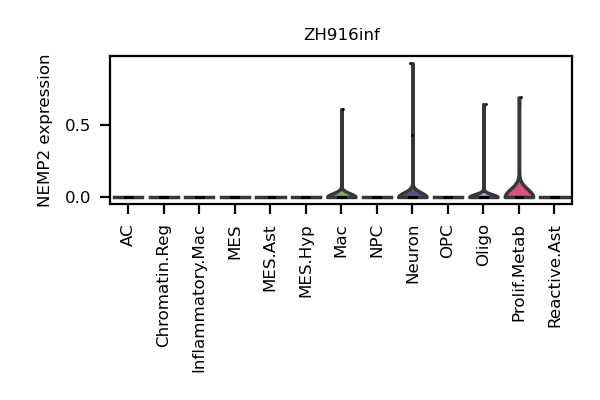 ZH916inf
NEMP2 expression
0.5
0.0
AC
Chromatin.Reg
Inflammatory.Mac
MES
MES.Ast
MES.Hyp
Mac
NPC
Neuron
OPC
Oligo
Prolif.Metab
Reactive.Ast